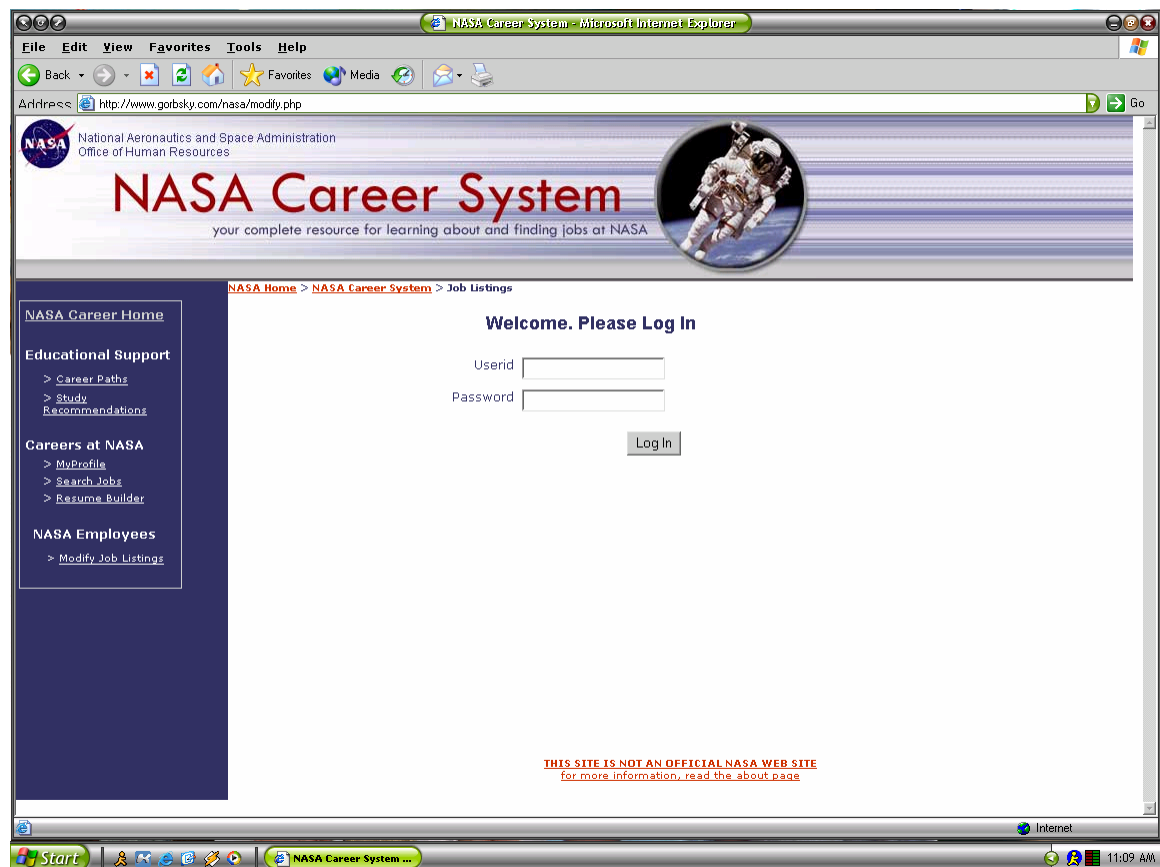 NASA Career System - Microsoft Internet Explorer
File Edit View Favorites Tools Help
Back Favorites Media
Address http://www.gorbsky.com/nasa/modify.php Go
NASA
National Aeronautics and Space Administration
Office of Human Resources
NASA Career System
your complete resource for learning about and finding jobs at NASA
NASA Home > NASA Career System > Job Listings
NASA Career Home
Educational Support
> Career Paths
> Study
Recommendations
Careers at NASA
> MyProfile
> Search Jobs
> Resume Builder
NASA Employees
> Modify Job Listings
Welcome. Please Log In
Userid
Password
Log In
THIS SITE IS NOT AN OFFICIAL NASA WEB SITE
for more information, read the about page
Internet
Start NASA Career System ... 11:09 AM